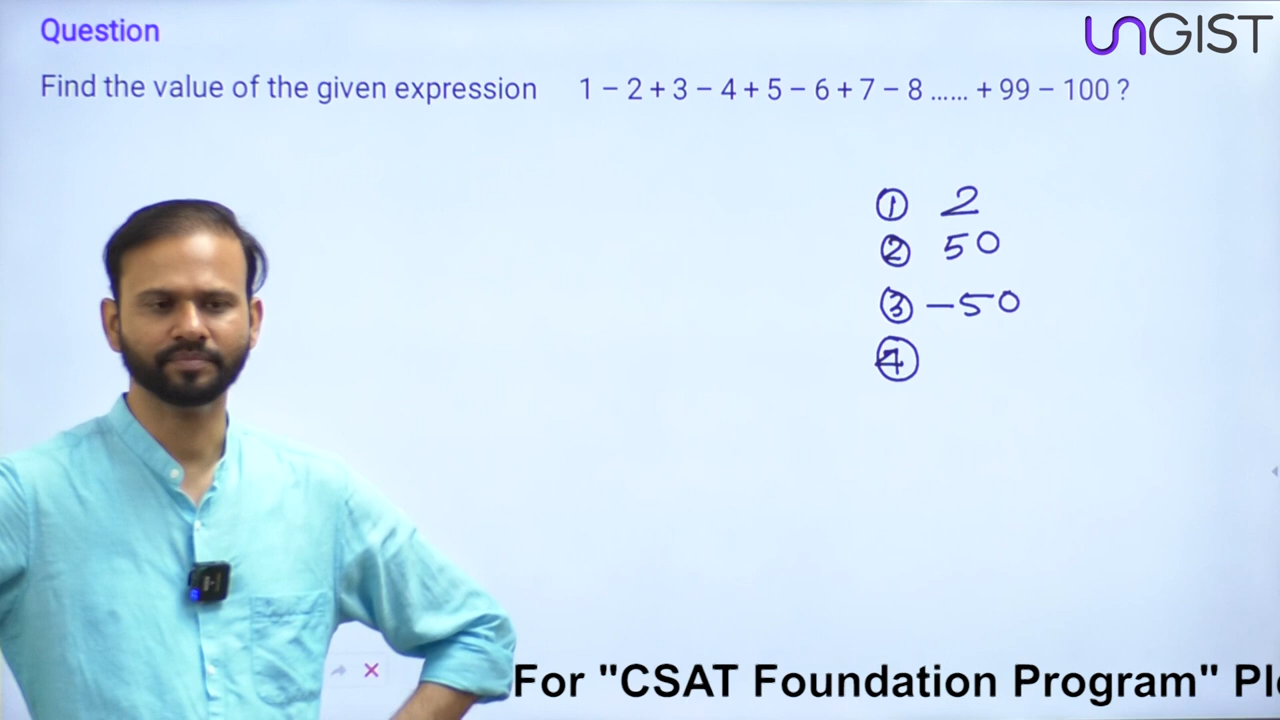 Question
UNGIST
Find the value of the given expression 1 – 2 + 3 – 4 + 5 – 6 + 7 – 8 ...... + 99 – 100 ?
① 2
② 50
③ –50
④
For "CSAT Foundation Program"